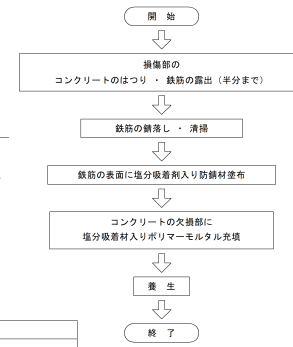 開 始
損傷部の
コンクリートのはつり ・ 鉄筋の露出（半分まで）
鉄筋の錆落し ・ 清掃
鉄筋の表面に塩分吸着剤入り防錆材塗布
コンクリートの欠損部に
塩分吸着材入りポリマーモルタル充填
養 生
終 了